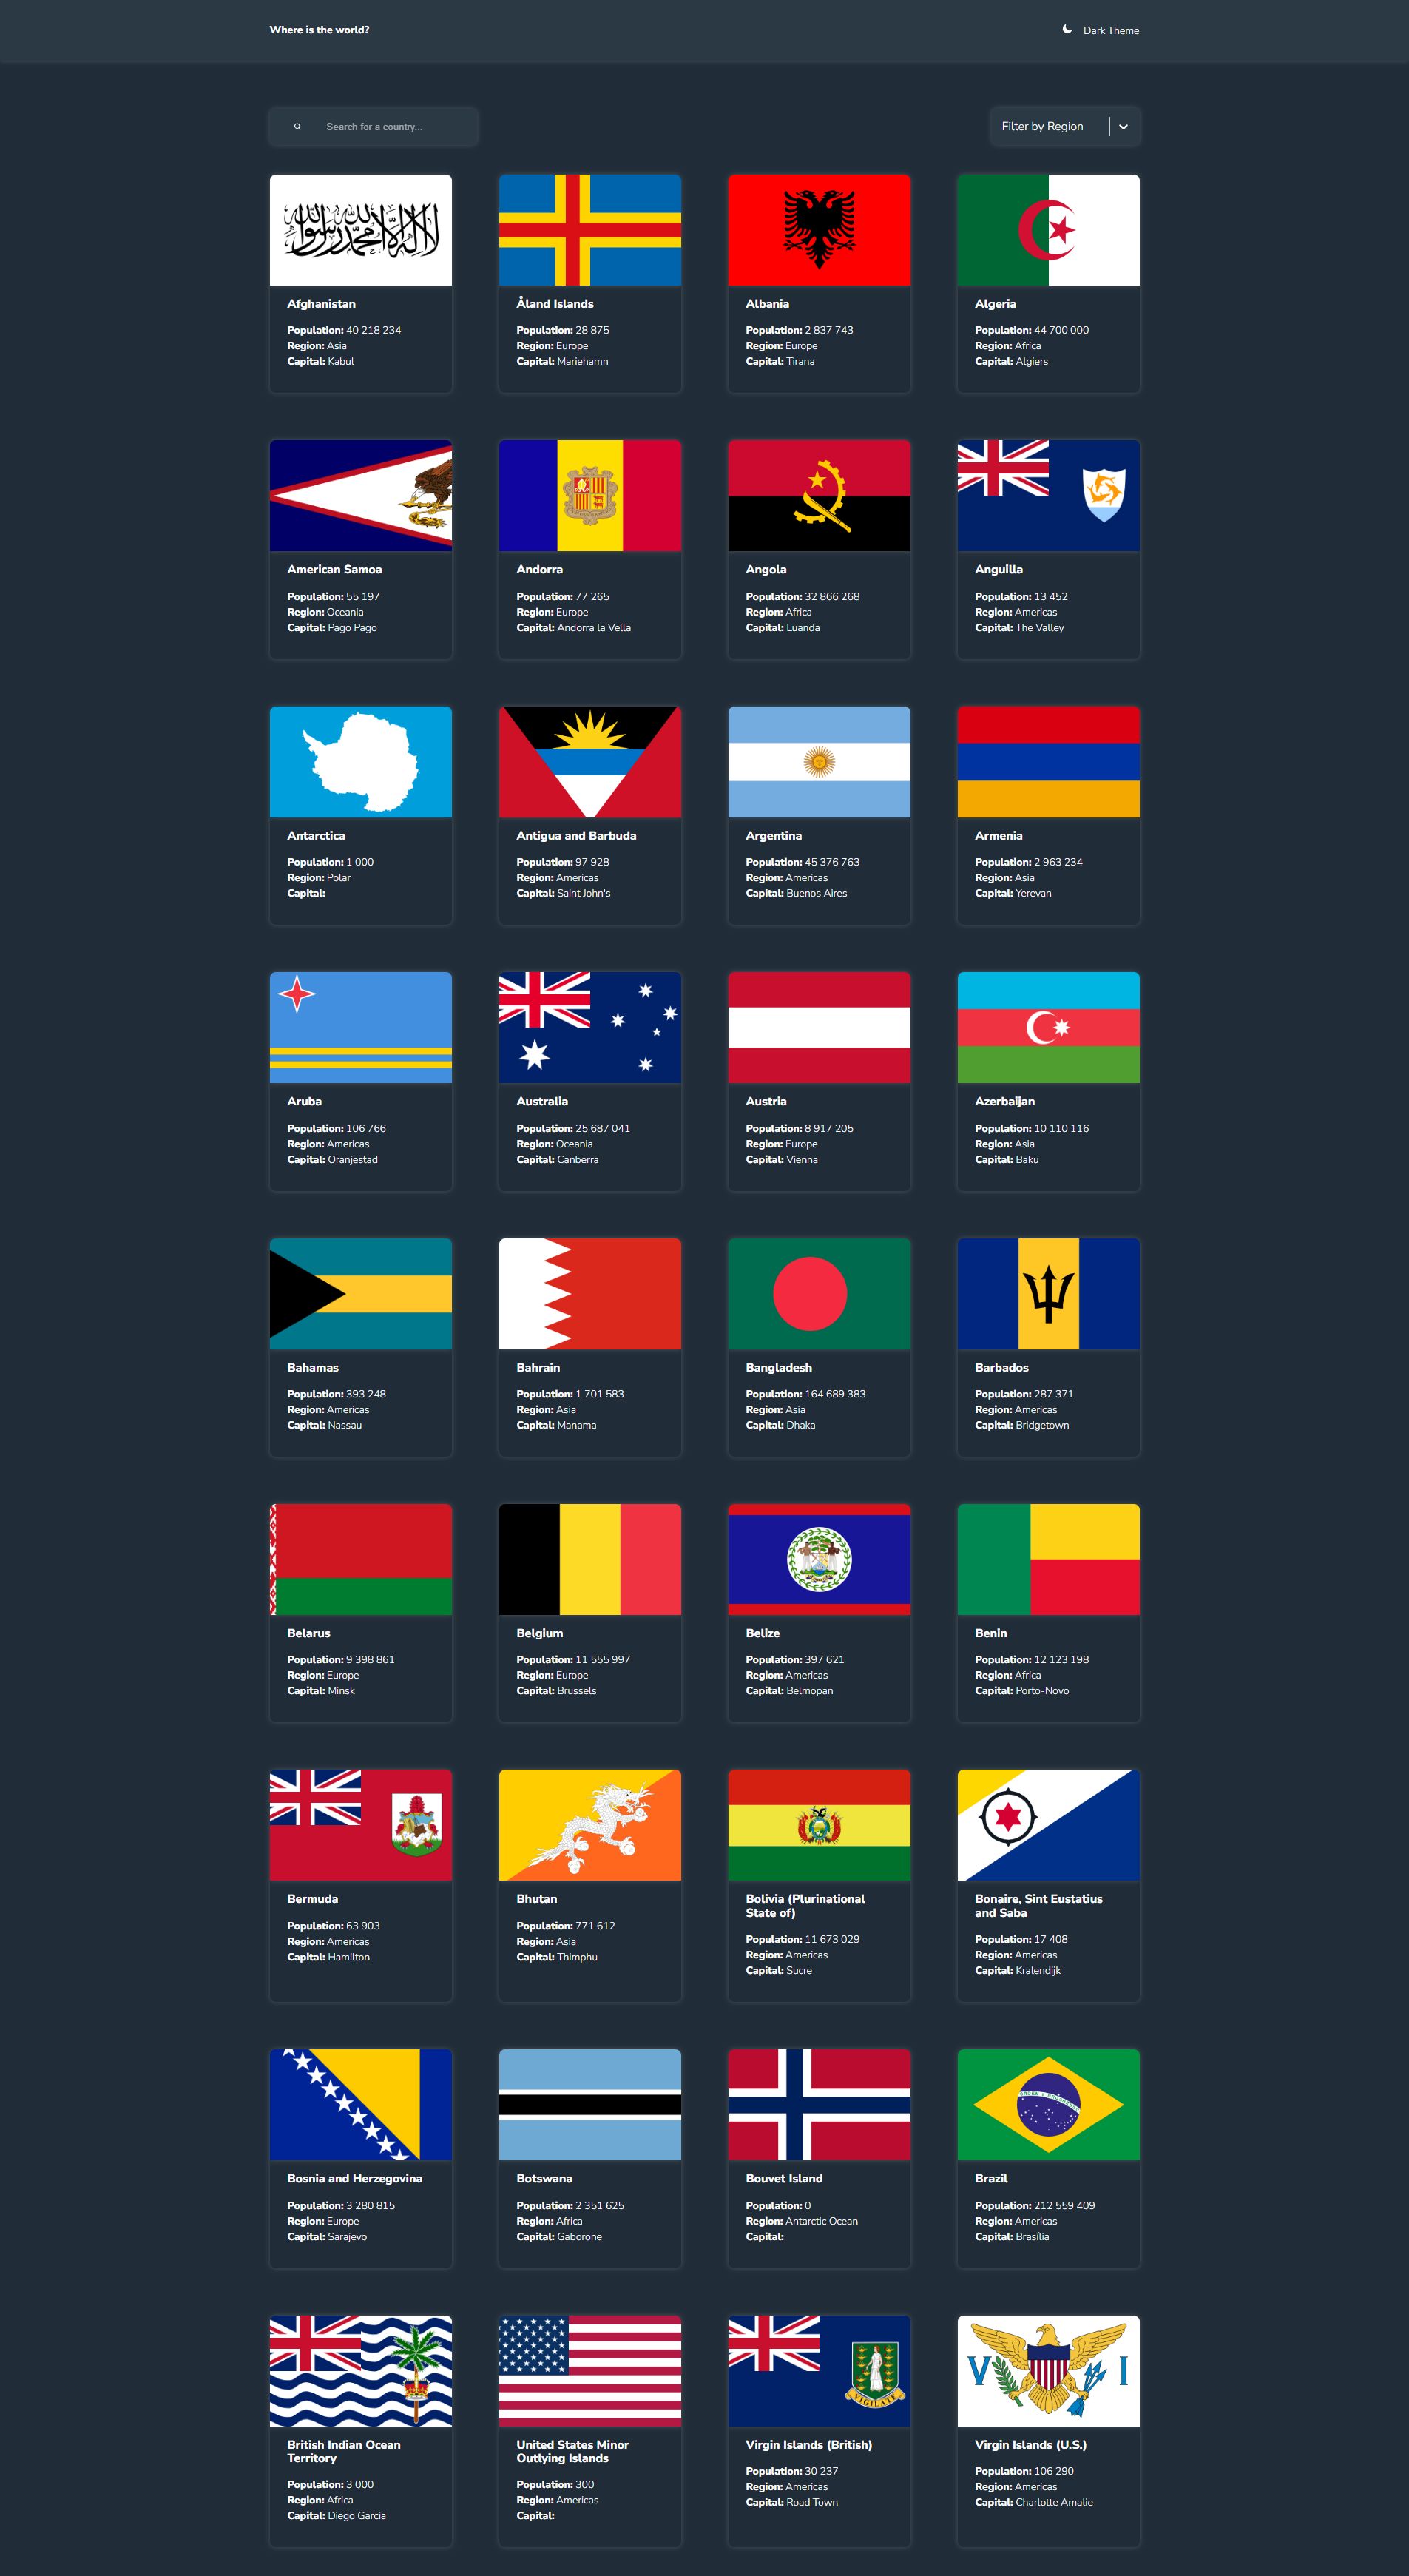 Where is the world?
Dark Theme
Search for a country...
Filter by Region
Afghanistan
Population: 40 218 234
Region: Asia
Capital: Kabul
Åland Islands
Population: 28 875
Region: Europe
Capital: Mariehamn
Albania
Population: 2 837 743
Region: Europe
Capital: Tirana
Algeria
Population: 44 700 000
Region: Africa
Capital: Algiers
American Samoa
Population: 55 197
Region: Oceania
Capital: Pago Pago
Andorra
Population: 77 265
Region: Europe
Capital: Andorra la Vella
Angola
Population: 32 866 268
Region: Africa
Capital: Luanda
Anguilla
Population: 13 452
Region: Americas
Capital: The Valley
Antarctica
Population: 1 000
Region: Polar
Capital:
Antigua and Barbuda
Population: 97 928
Region: Americas
Capital: Saint John's
Argentina
Population: 45 376 763
Region: Americas
Capital: Buenos Aires
Armenia
Population: 2 963 234
Region: Asia
Capital: Yerevan
Aruba
Population: 106 766
Region: Americas
Capital: Oranjestad
Australia
Population: 25 687 041
Region: Oceania
Capital: Canberra
Austria
Population: 8 917 205
Region: Europe
Capital: Vienna
Azerbaijan
Population: 10 110 116
Region: Asia
Capital: Baku
Bahamas
Population: 393 248
Region: Americas
Capital: Nassau
Bahrain
Population: 1 701 583
Region: Asia
Capital: Manama
Bangladesh
Population: 164 689 383
Region: Asia
Capital: Dhaka
Barbados
Population: 287 371
Region: Americas
Capital: Bridgetown
Belarus
Population: 9 398 861
Region: Europe
Capital: Minsk
Belgium
Population: 11 555 997
Region: Europe
Capital: Brussels
Belize
Population: 397 621
Region: Americas
Capital: Belmopan
Benin
Population: 12 123 198
Region: Africa
Capital: Porto-Novo
Bermuda
Population: 63 903
Region: Americas
Capital: Hamilton
Bhutan
Population: 771 612
Region: Asia
Capital: Thimphu
Bolivia (Plurinational
State of)
Population: 11 673 029
Region: Americas
Capital: Sucre
Bonaire, Sint Eustatius
and Saba
Population: 17 408
Region: Americas
Capital: Kralendijk
Bosnia and Herzegovina
Population: 3 280 815
Region: Europe
Capital: Sarajevo
Botswana
Population: 2 351 625
Region: Africa
Capital: Gaborone
Bouvet Island
Population: 0
Region: Antarctic Ocean
Capital:
Brazil
Population: 212 559 409
Region: Americas
Capital: Brasília
British Indian Ocean
Territory
Population: 3 000
Region: Africa
Capital: Diego Garcia
United States Minor
Outlying Islands
Population: 300
Region: Americas
Capital:
VIGILATE
Virgin Islands (British)
Population: 30 237
Region: Americas
Capital: Road Town
V I
Virgin Islands (U.S.)
Population: 106 290
Region: Americas
Capital: Charlotte Amalie